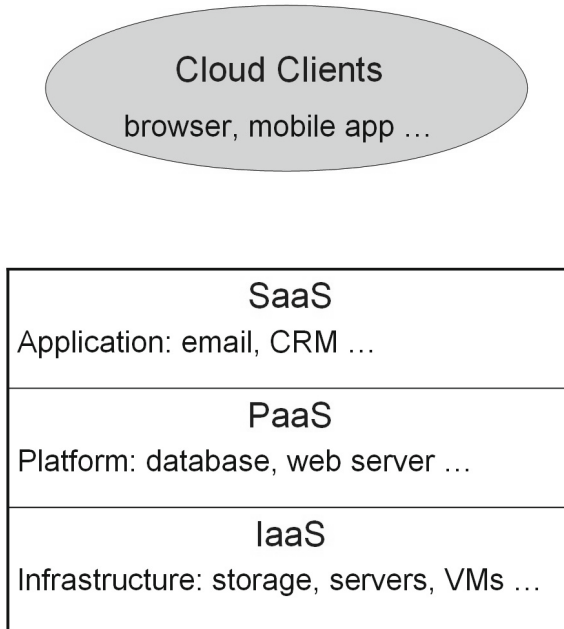 Cloud Clients
browser, mobile app …
SaaS
Application: email, CRM …
PaaS
Platform: database, web server …
IaaS
Infrastructure: storage, servers, VMs …